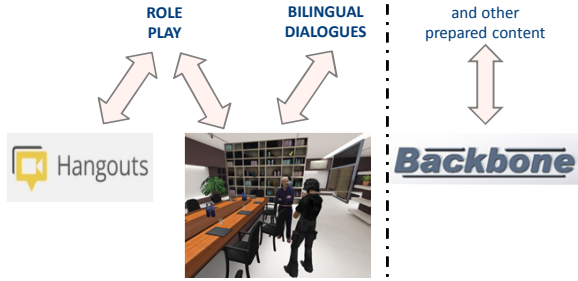 ROLE
PLAY
BILINGUAL
DIALOGUES
and other
prepared content
Hangouts
Backbone